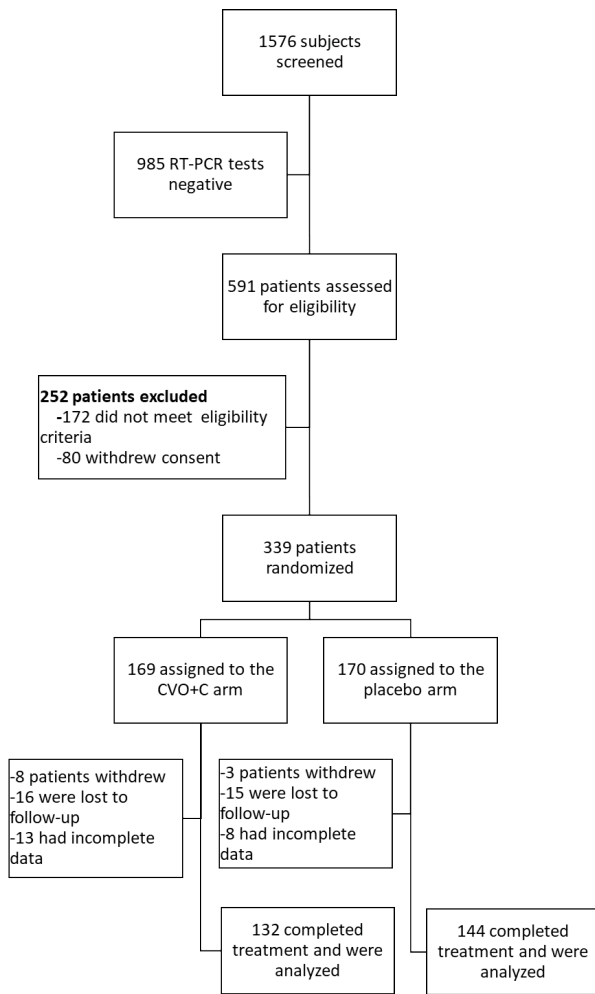 1576 subjects
screened
985 RT-PCR tests
negative
591 patients assessed
for eligibility
252 patients excluded
-172 did not meet eligibility
criteria
-80 withdrew consent
339 patients
randomized
169 assigned to the
CVO+C arm
170 assigned to the
placebo arm
-8 patients withdrew
-16 were lost to
follow-up
-13 had incomplete
data
-3 patients withdrew
-15 were lost to
follow-up
-8 had incomplete
data
132 completed
treatment and were
analyzed
144 completed
treatment and were
analyzed